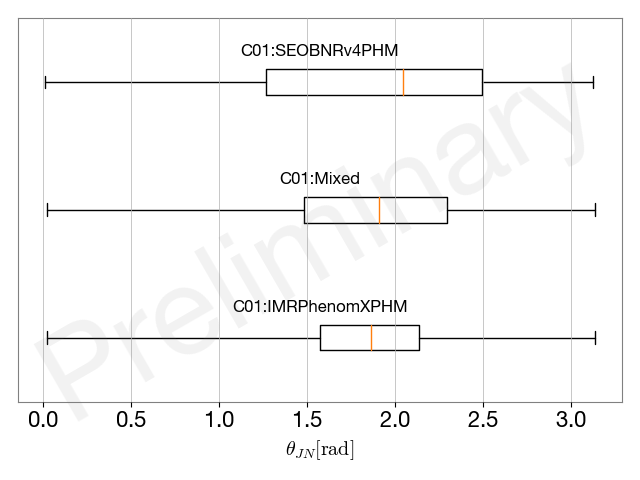 C01:SEOBNRv4PHM
C01:Mixed
C01:IMRPhenomXPHM
Preliminary
0.0 0.5 1.0 1.5 2.0 2.5 3.0
θ_JN[rad]